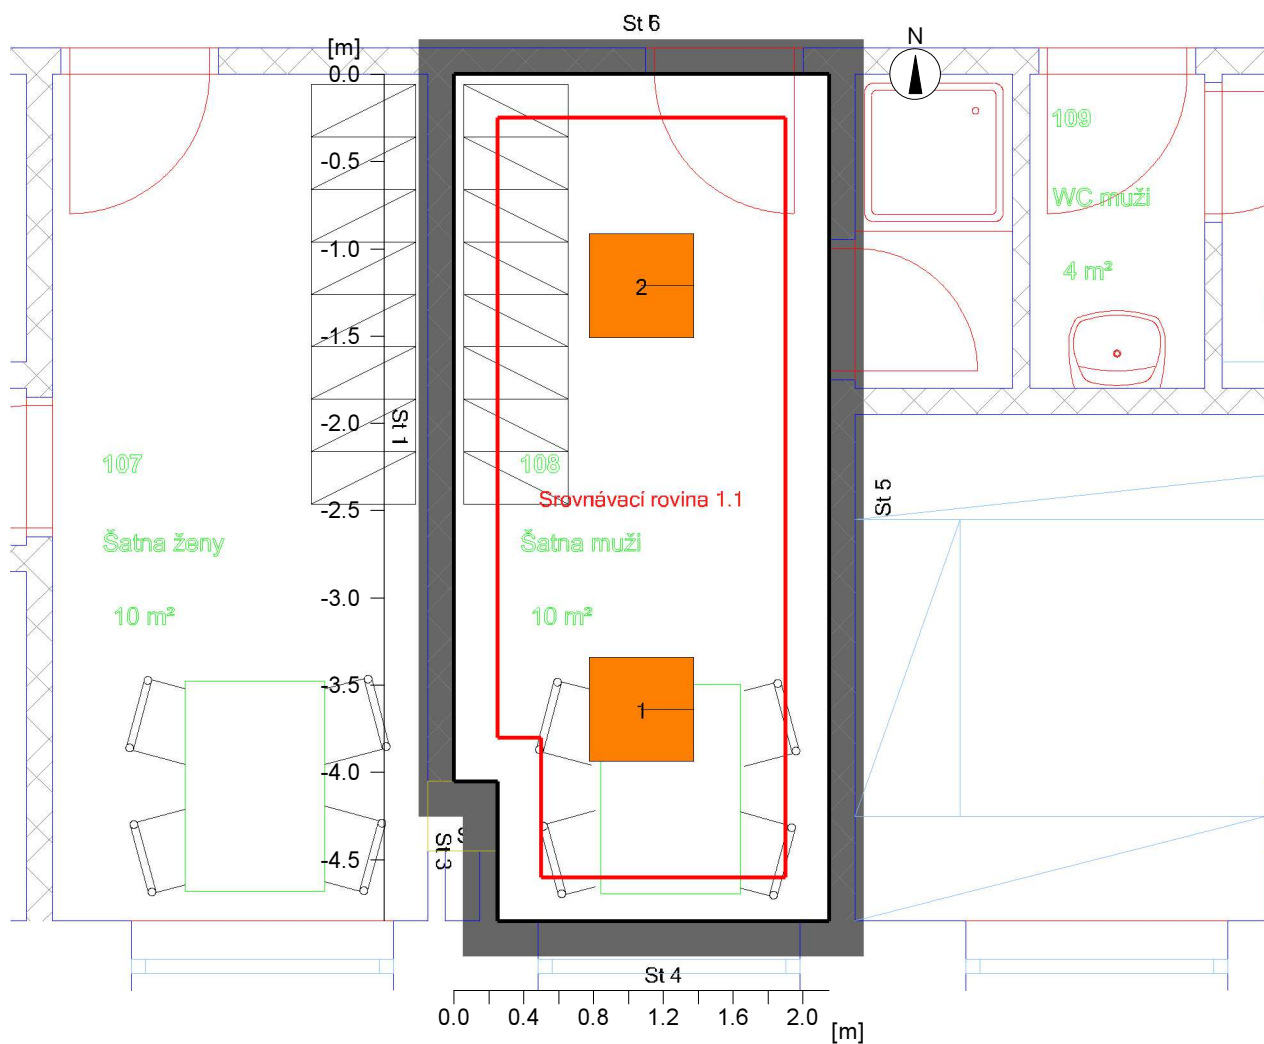 St 6
N
[m]
0.0
-0.5
-1.0
-1.5
-2.0
-2.5
-3.0
-3.5
-4.0
-4.5
109
WC muži
4 m²
2
St 1
107
Šatna ženy
10 m²
108
Srovnávací rovina 1.1
Šatna muži
10 m²
St 5
1
St 3
St 4
0.0 0.4 0.8 1.2 1.6 2.0
[m]